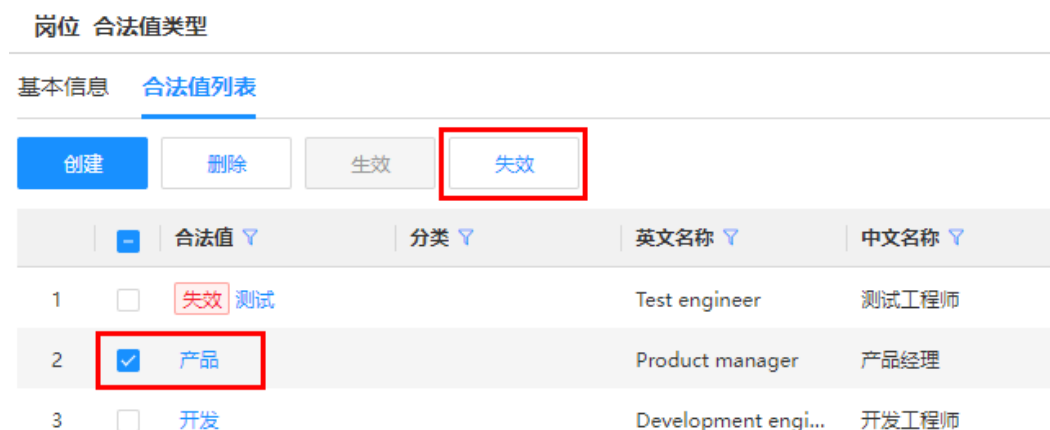 岗位 合法值类型
基本信息 合法值列表
创建 删除 生效 失效
合法值 分类 英文名称 中文名称
1 失效 测试 Test engineer 测试工程师
2 产品 Product manager 产品经理
3 开发 Development engi... 开发工程师